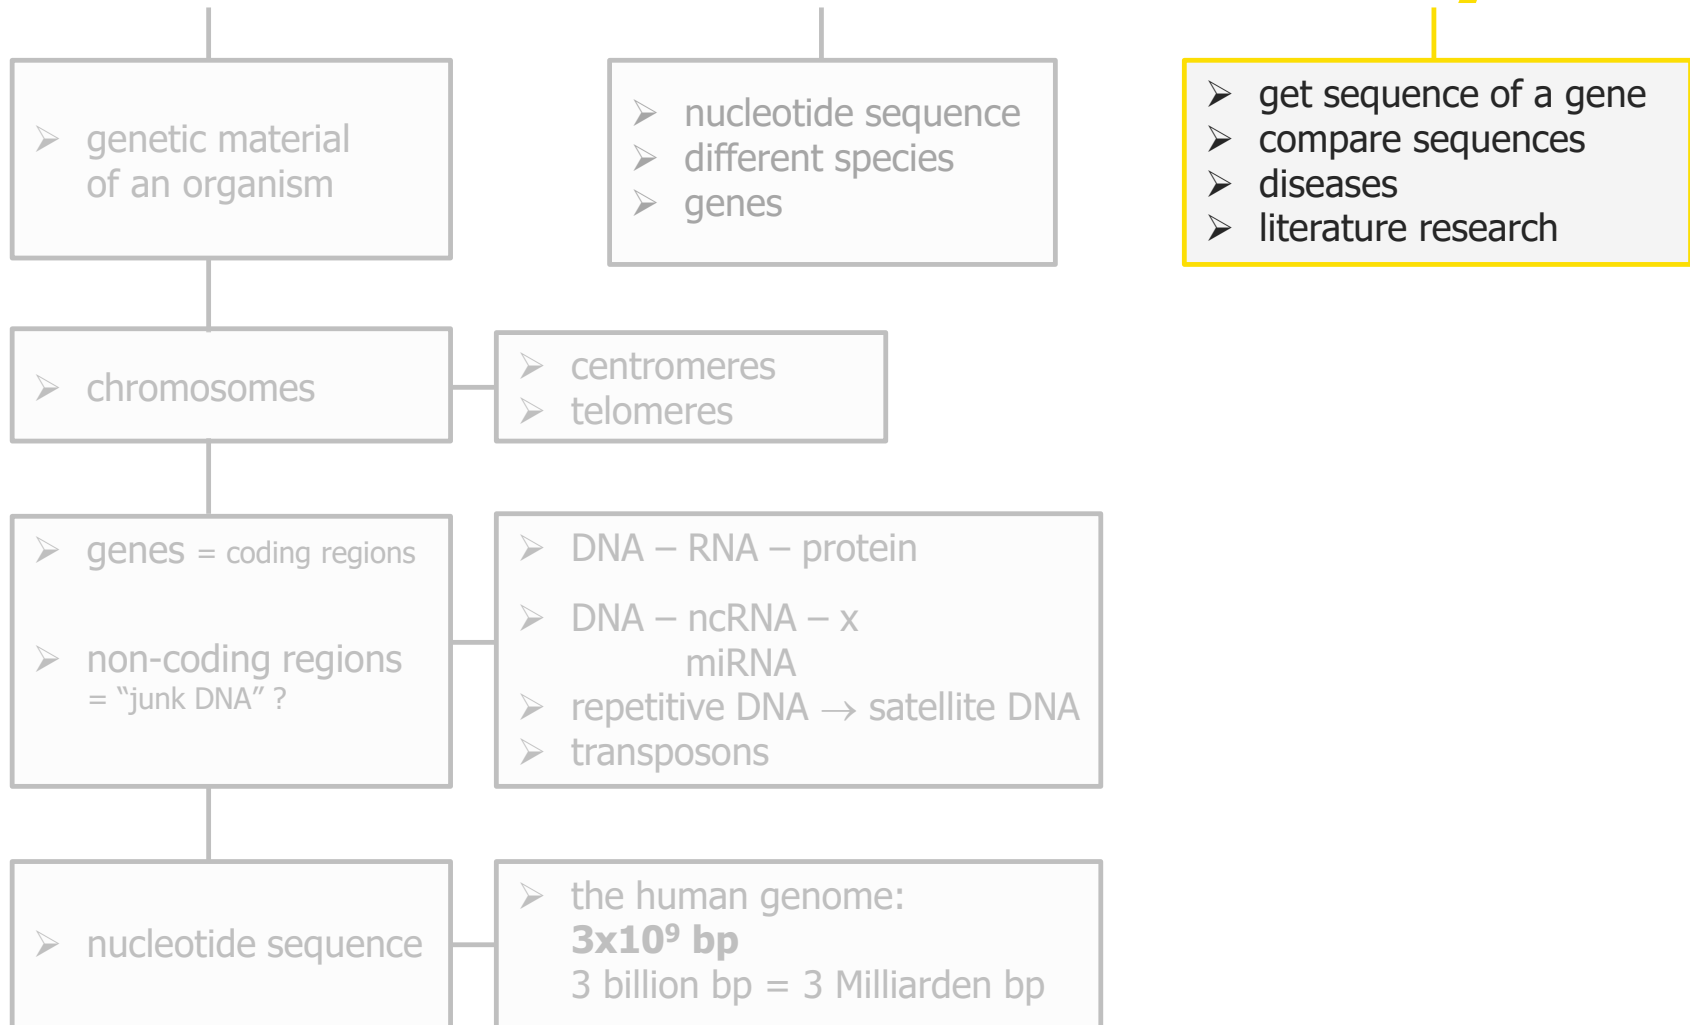 ➢ genetic material
of an organism
➢ nucleotide sequence
➢ different species
➢ genes
➢ get sequence of a gene
➢ compare sequences
➢ diseases
➢ literature research
➢ chromosomes
➢ centromeres
➢ telomeres
➢ genes = coding regions
➢ non-coding regions
= “junk DNA” ?
➢ DNA – RNA – protein
➢ DNA – ncRNA – x
miRNA
➢ repetitive DNA → satellite DNA
➢ transposons
➢ nucleotide sequence
➢ the human genome:
3x10⁹ bp
3 billion bp = 3 Milliarden bp